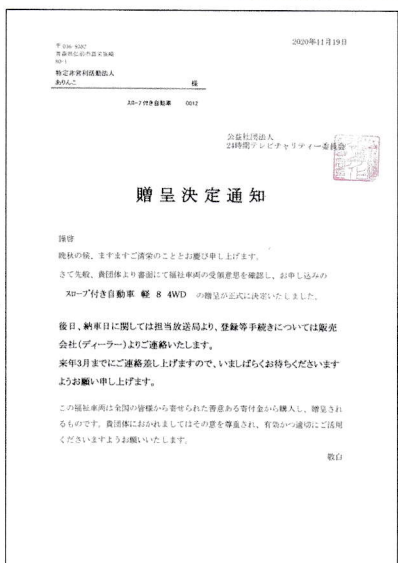 2020年11月19日
特定非営利活動法人
ありんこ 様
スロープ付き自動車 0012
公益社団法人
24時間テレビチャリティー委員会
贈呈決定通知
謹啓
晩秋の候、ますますご清栄のこととお慶び申し上げます。
さて先般、貴団体より書面にて福祉車両の受領意思を確認し、お申し込みの
スロープ付き自動車 軽 8 4WD の贈呈が正式に決定いたしました。
後日、納車日に関しては担当放送局より、登録等手続きについては販売
会社(ディーラー)よりご連絡いたします。
来年3月までにご連絡差し上げますので、いましばらくお待ちくださいます
ようお願い申し上げます。
この福祉車両は全国の皆様から寄せられた善意ある寄付金から購入し、贈呈され
るものです。貴団体におかれましてはその意を尊重され、有効かつ適切にご活用
くださいますようお願いいたします。
敬白